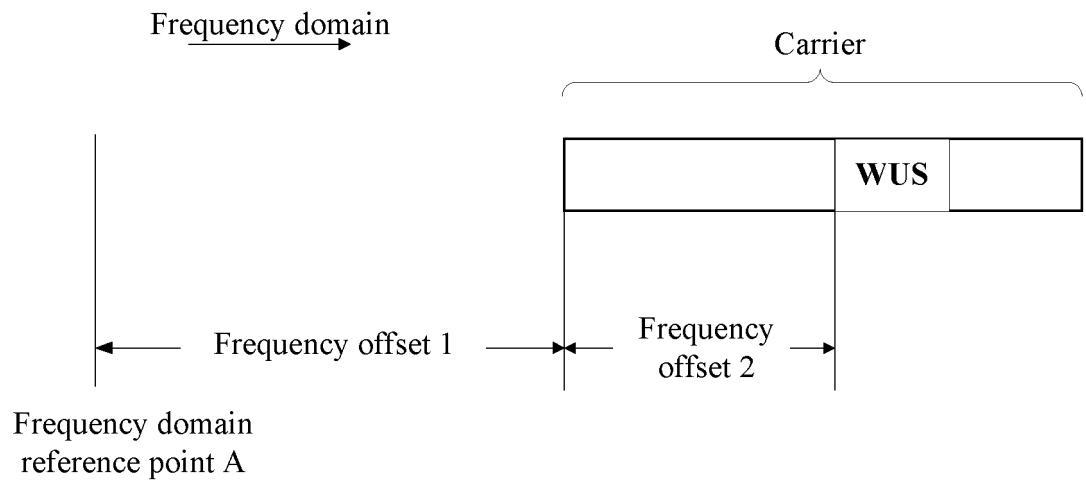 Frequency domain
Carrier
WUS
Frequency offset 1
Frequency
offset 2
Frequency domain
reference point A